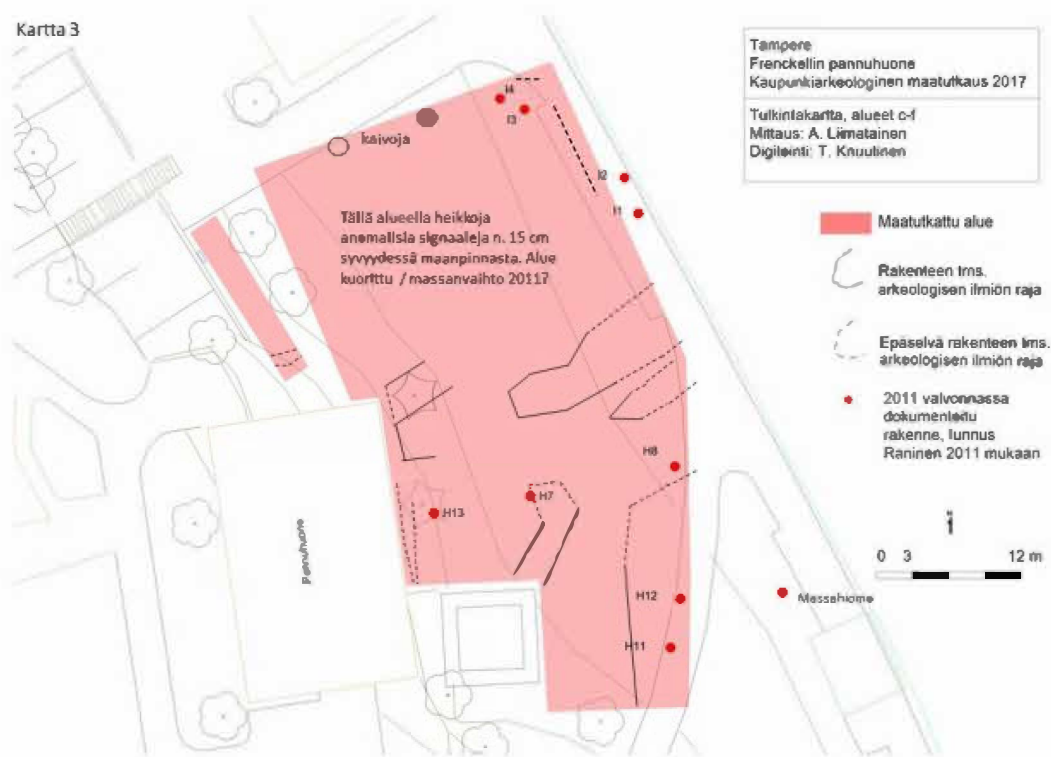 Kartta 3
Tampere
Frenckellin pannuhuone
Kaupunkiarkeologinen maatutkaus 2017
Tulkintakartta, alueet c-f
Mittaus: A. Liimatainen
Digitointi: T. Knuutinen
I4
I3
kaivoja
I2
I1
Tällä alueella heikkoja
anomalisia signaaleja n. 15 cm
syvyydessä maanpinnasta. Alue
kuorittu / massanvaihto 2011?
Maatutkattu alue
Rakenteen tms.
arkeologisen ilmiön raja
Epäselvä rakenteen tms.
arkeologisen ilmiön raja
2011 valvonnassa
dokumentoitu
rakenne, tunnus
Raninen 2011 mukaan
H8
H7
H13
Pannuhuone
0 3 12 m
H12
Massahiomo
H11